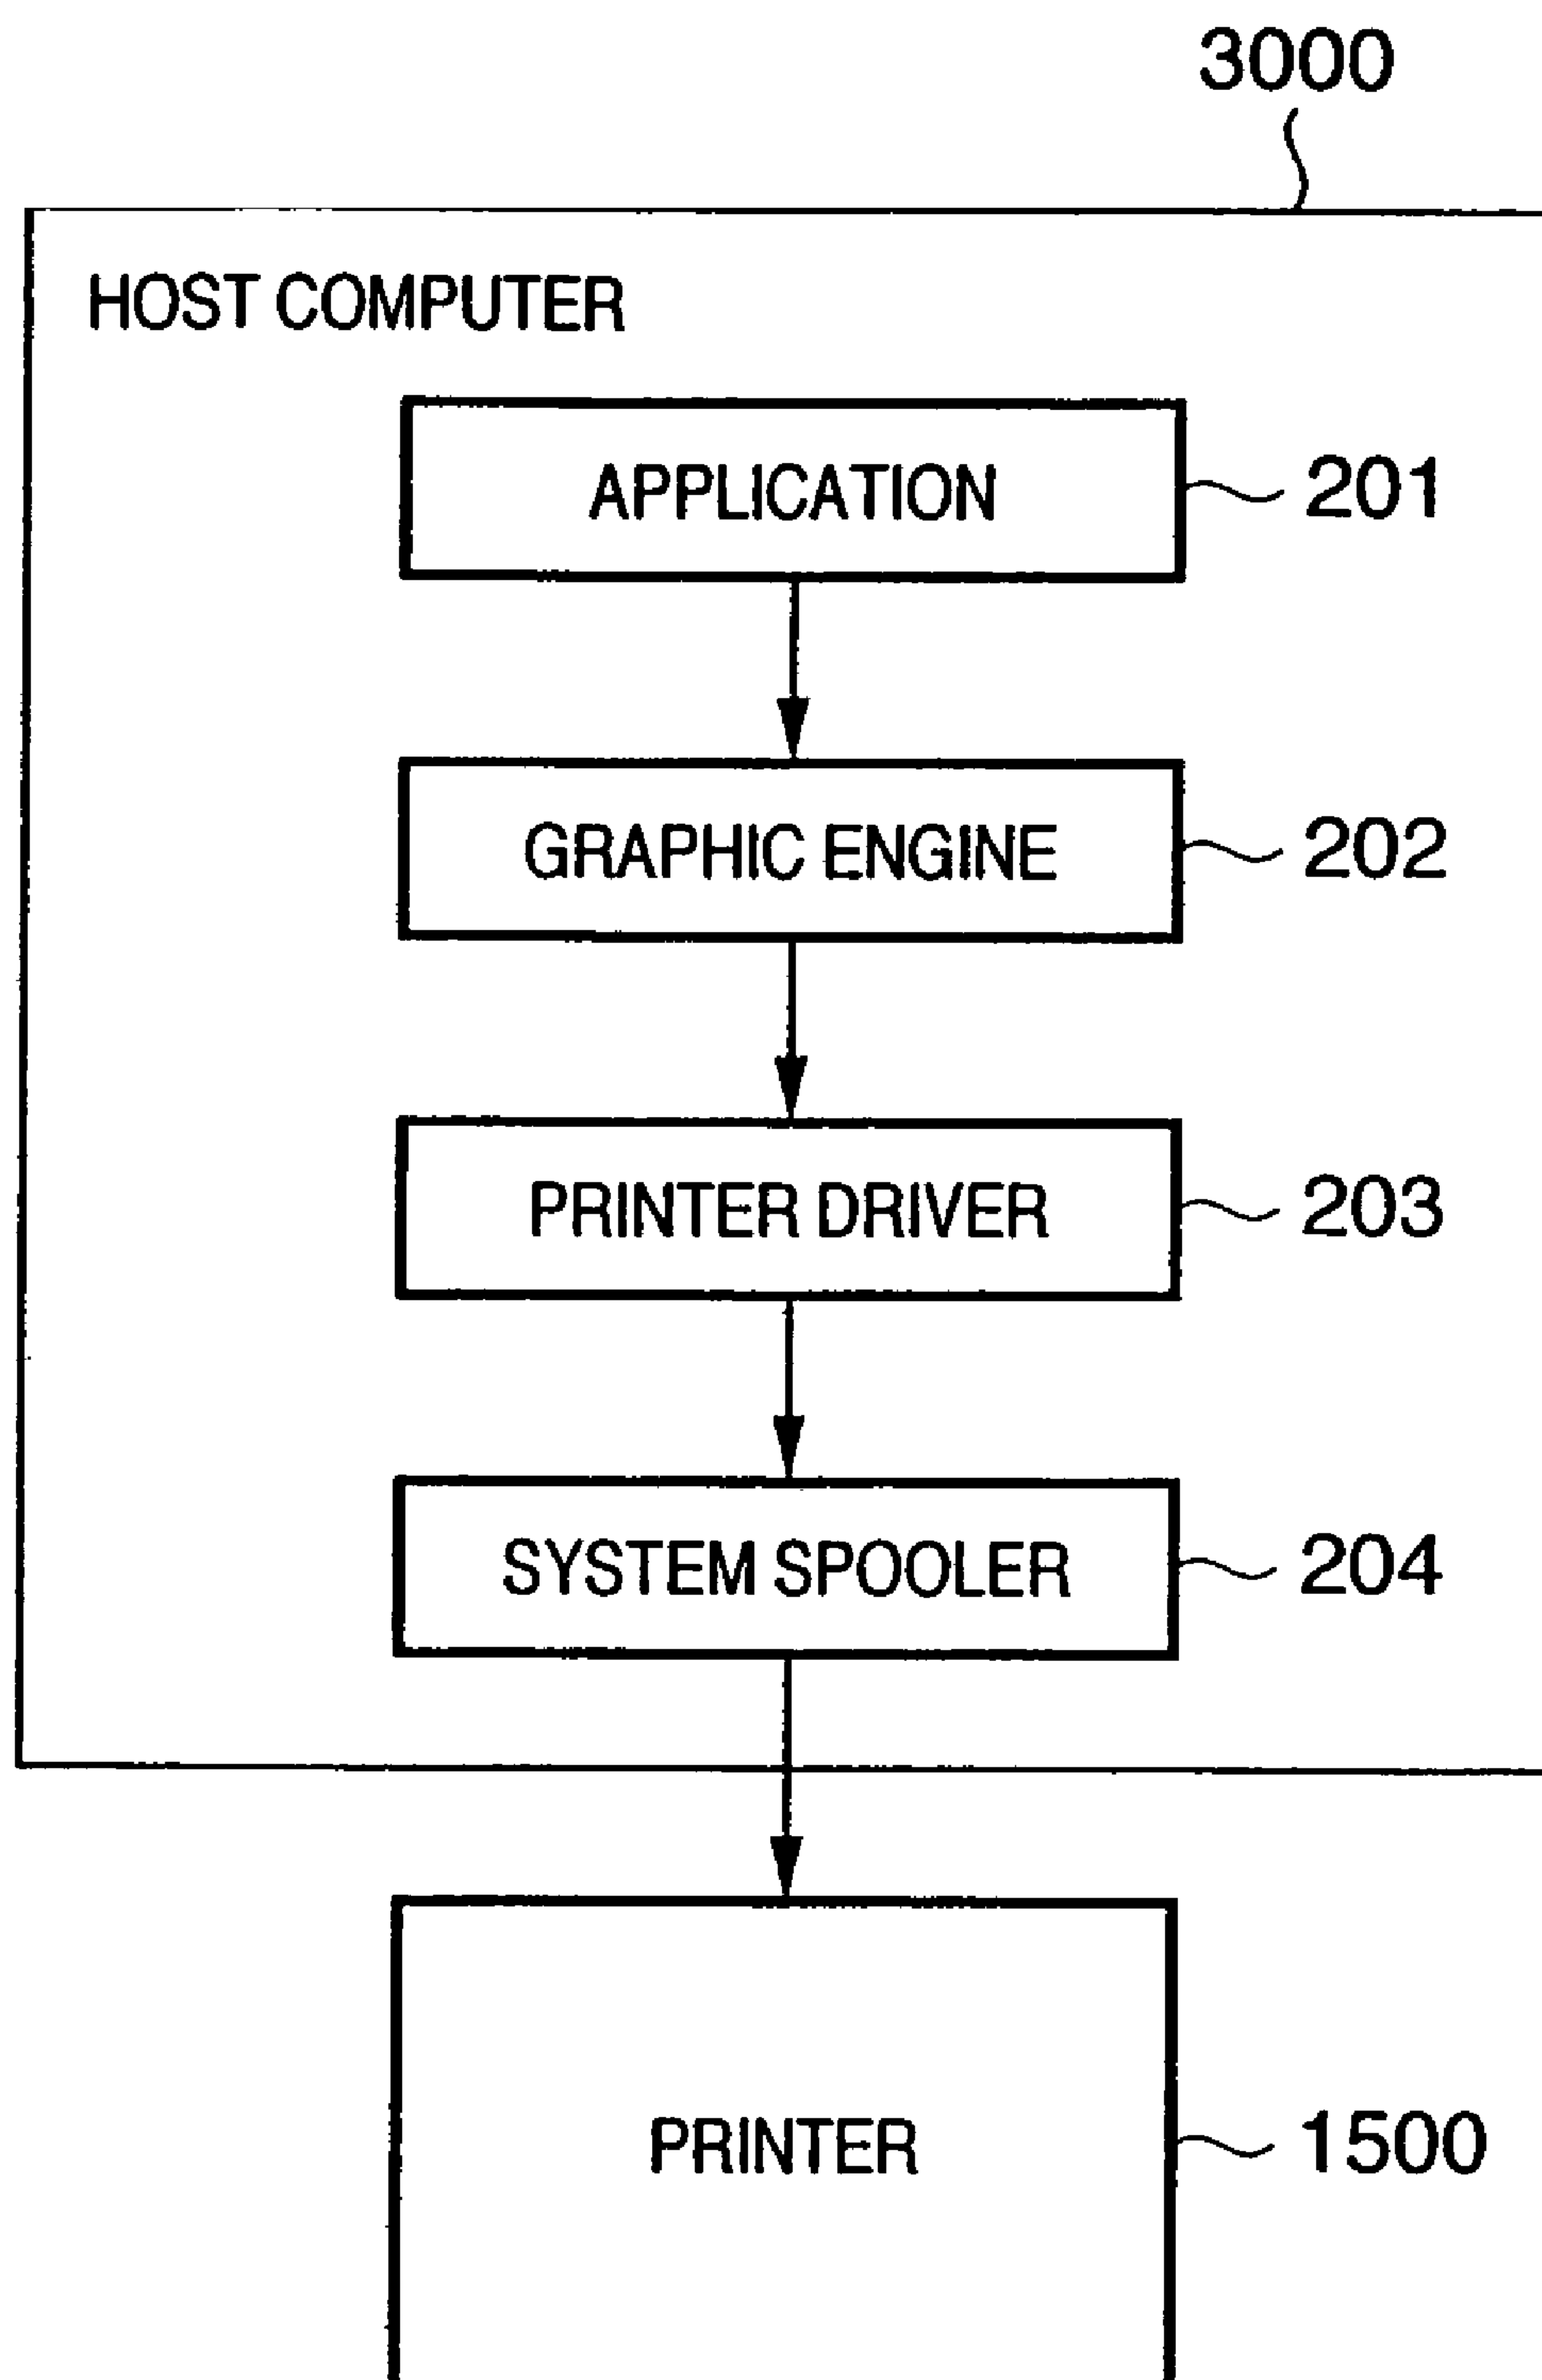 3000
HOST COMPUTER
APPLICATION 201
GRAPHIC ENGINE 202
PRINTER DRIVER 203
SYSTEM SPOOLER 204
PRINTER 1500